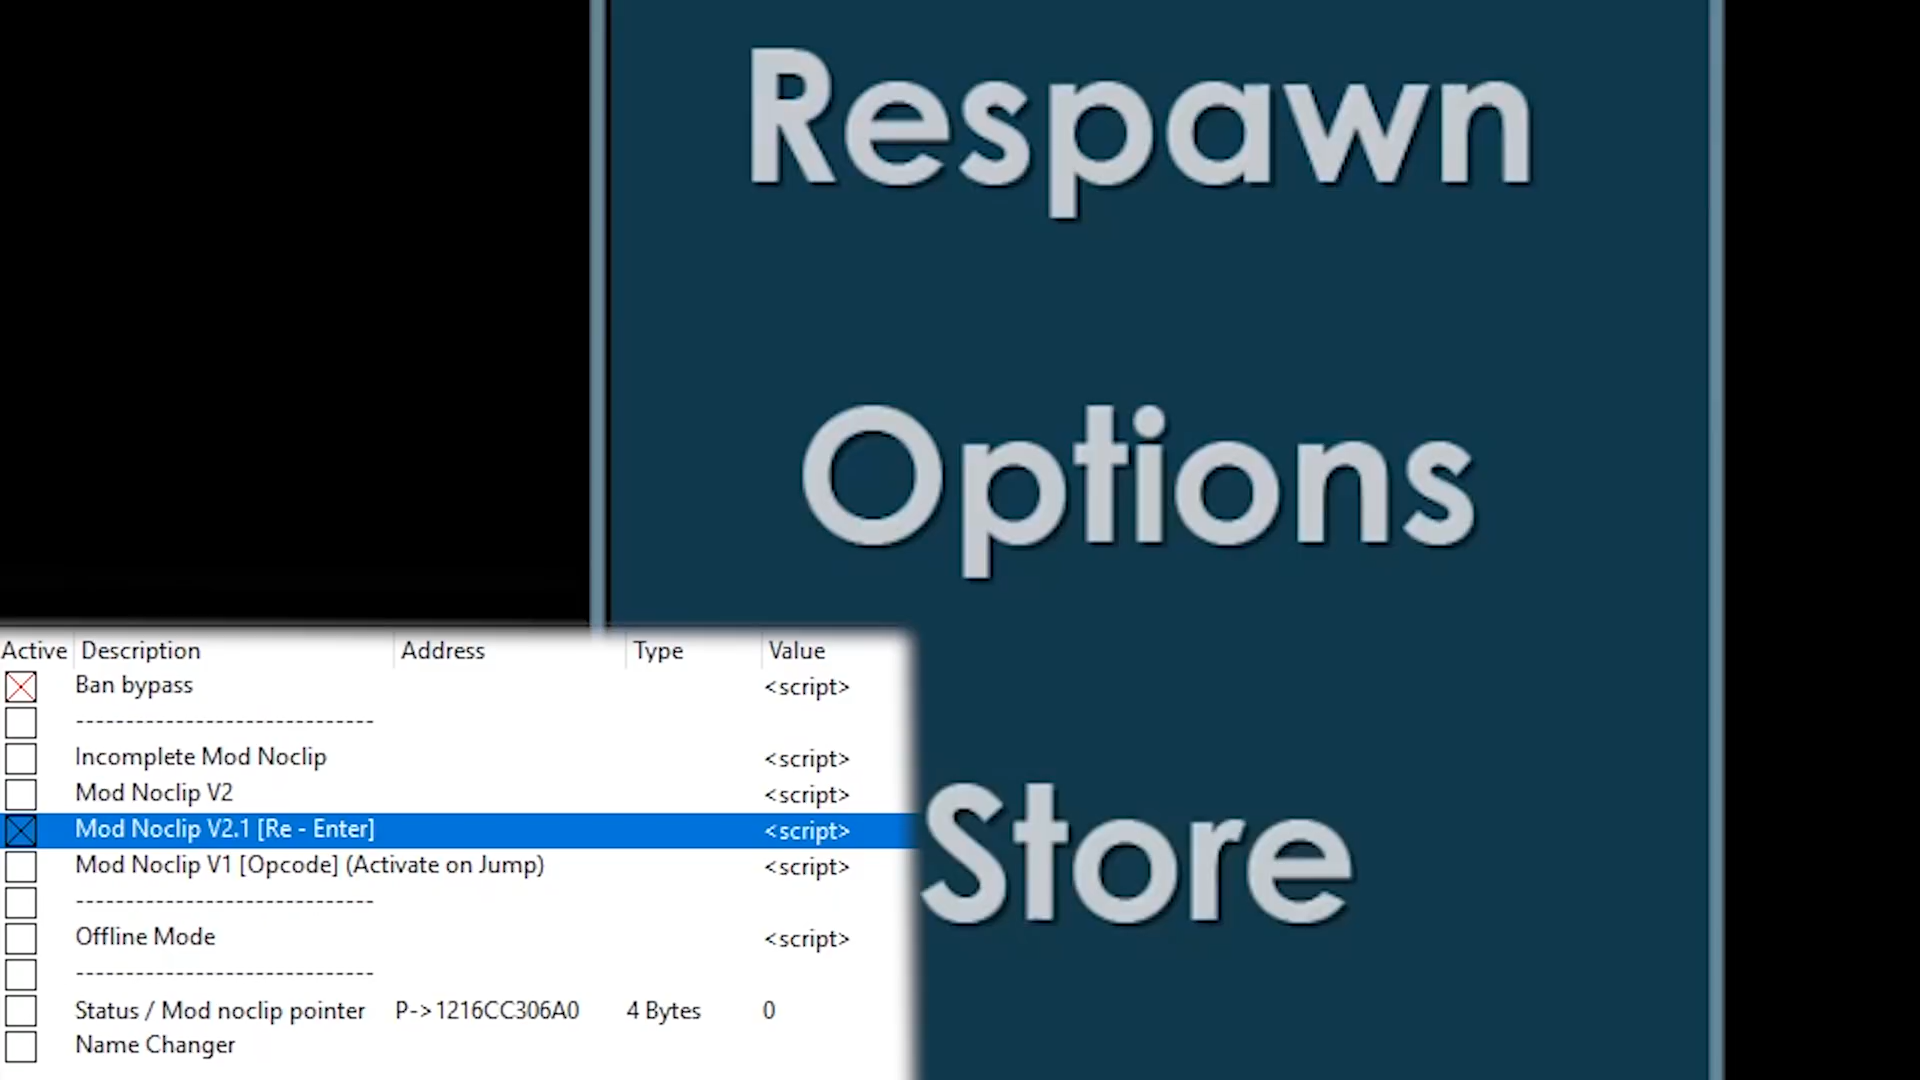 Respawn
Options
Store
Active Description Address Type Value
Ban bypass <script>
-----------------------------
Incomplete Mod Noclip <script>
Mod Noclip V2 <script>
Mod Noclip V2.1 [Re - Enter] <script>
Mod Noclip V1 [Opcode] (Activate on Jump) <script>
-----------------------------
Offline Mode <script>
-----------------------------
Status / Mod noclip pointer P->1216CC306A0 4 Bytes 0
Name Changer